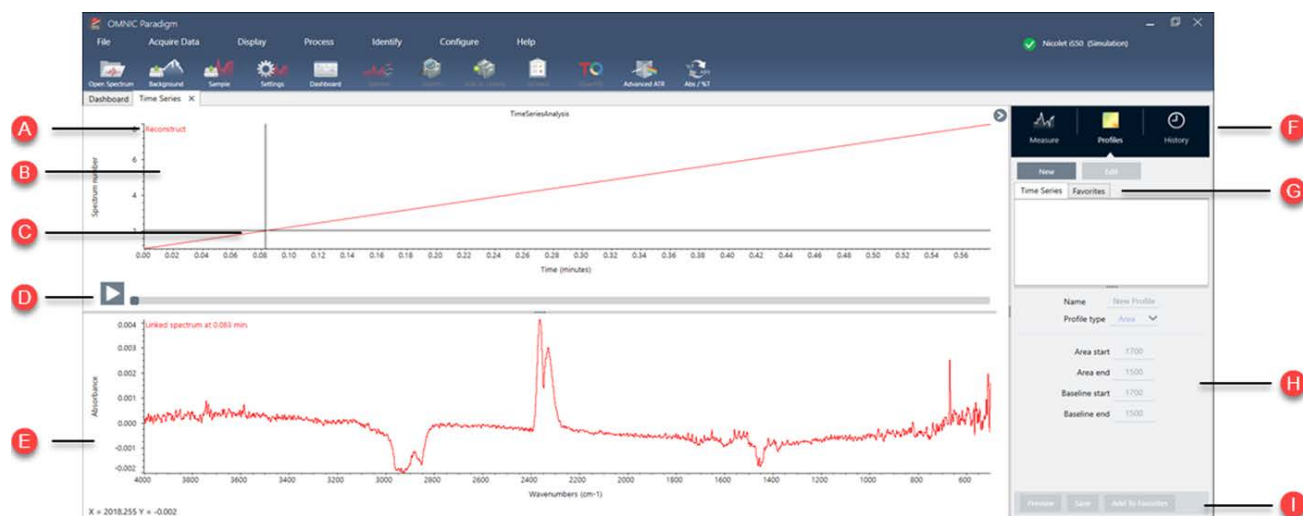 OMNIC Paradigm
File Acquire Data Display Process Identify Configure Help
Nicolet iS50 (Simulation)
Open Spectrum Background Sample Settings Dashboard Advanced ATR Abs / %T
Dashboard Time Series X
TimeSeriesAnalysis
A
Reconstruct
Measure Profiles History
F
6
B
Spectrum number
New Edit
4
Time Series Favorites
G
C
0.00 0.02 0.04 0.06 0.08 0.10 0.12 0.14 0.16 0.18 0.20 0.22 0.24 0.26 0.28 0.30 0.32 0.34 0.36 0.38 0.40 0.42 0.44 0.46 0.48 0.50 0.52 0.54 0.56
Time (minutes)
D
Name New Profile
Profile type Area
0.004 Linked spectrum at 0.083 min.
0.003
Area start 1700
0.002
Area end 1500
H
0.001
Absorbance
Baseline start 1702
0.000
Baseline end 1500
E
-0.001
-0.002
4000 3800 3600 3400 3200 3000 2800 2600 2400 2200 2000 1800 1600 1400 1200 1000 800 600
Wavenumbers (cm-1)
Preview Save Add To Favorites
I
X = 2018.255 Y = -0.002